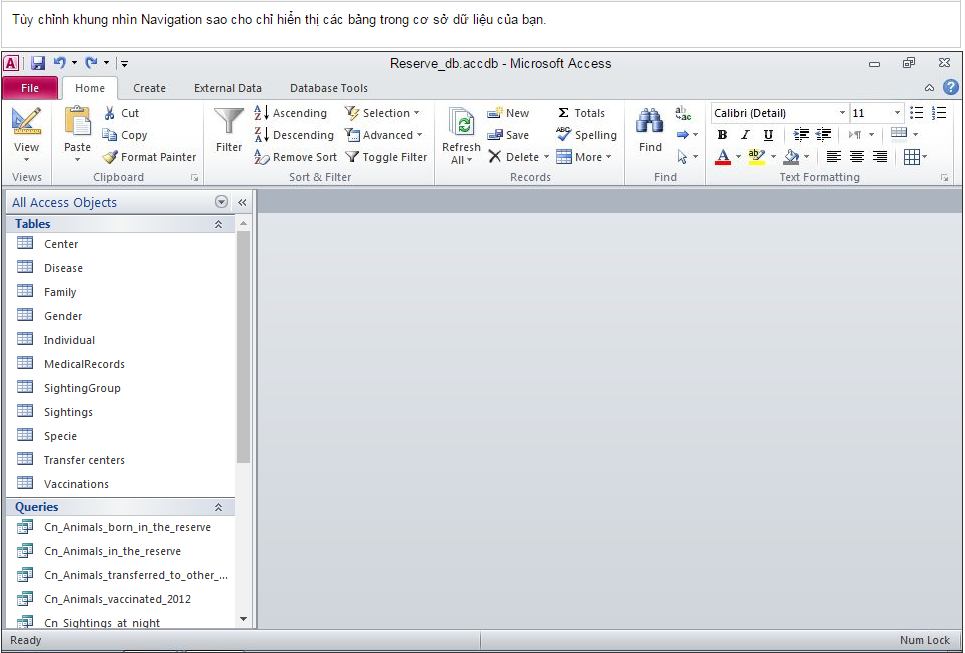 Tùy chỉnh khung nhìn Navigation sao cho chỉ hiển thị các bảng trong cơ sở dữ liệu của bạn.
Reserve_db.accdb - Microsoft Access
File Home Create External Data Database Tools
View
Views
Paste
Cut
Copy
Format Painter
Clipboard
Filter
Ascending
Descending
Remove Sort
Selection
Advanced
Toggle Filter
Sort & Filter
Refresh
All
New
Save
Delete
Totals
Spelling
More
Records
Find
Find
Calibri (Detail) 11
B I U
A ab
Text Formatting
All Access Objects
Tables
Center
Disease
Family
Gender
Individual
MedicalRecords
SightingGroup
Sightings
Specie
Transfer centers
Vaccinations
Queries
Cn_Animals_born_in_the_reserve
Cn_Animals_in_the_reserve
Cn_Animals_transferred_to_other_...
Cn_Animals_vaccinated_2012
Cn_Sightings_at_night
Ready Num Lock